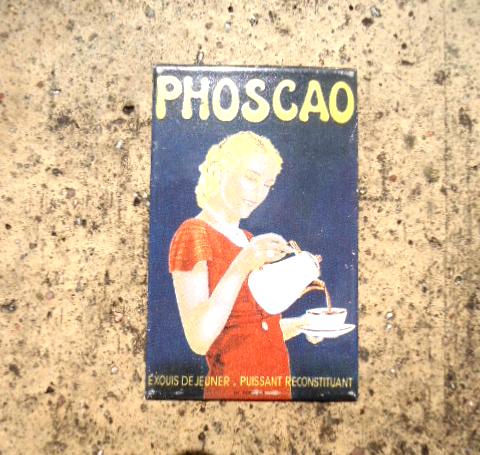 PHOSCAO
EXQUIS DEJEUNER . PUISSANT RECONSTITUANT